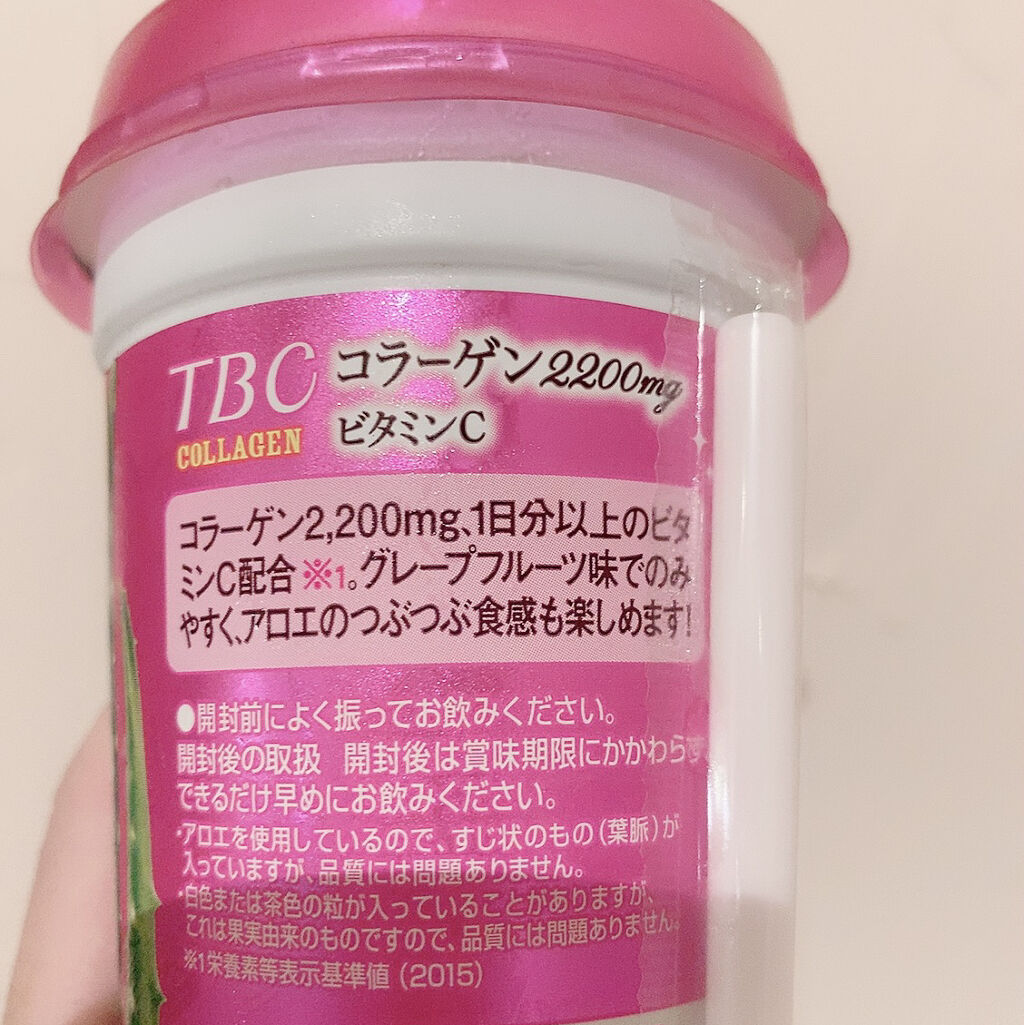 TBC
COLLAGEN
コラーゲン2200mg
ビタミンC
コラーゲン2,200mg、1日分以上のビタ
ミンC配合※1。グレープフルーツ味でのみ
やすく、アロエのつぶつぶ食感も楽しめます!
●開封前によく振ってお飲みください。
開封後の取扱 開封後は賞味期限にかかわらず
できるだけ早めにお飲みください。
・アロエを使用しているので、すじ状のもの(葉脈)が
入っていますが、品質には問題ありません。
・白色または茶色の粒が入っていることがありますが、
これは果実由来のものですので、品質には問題ありません。
※1栄養素等表示基準値(2015)